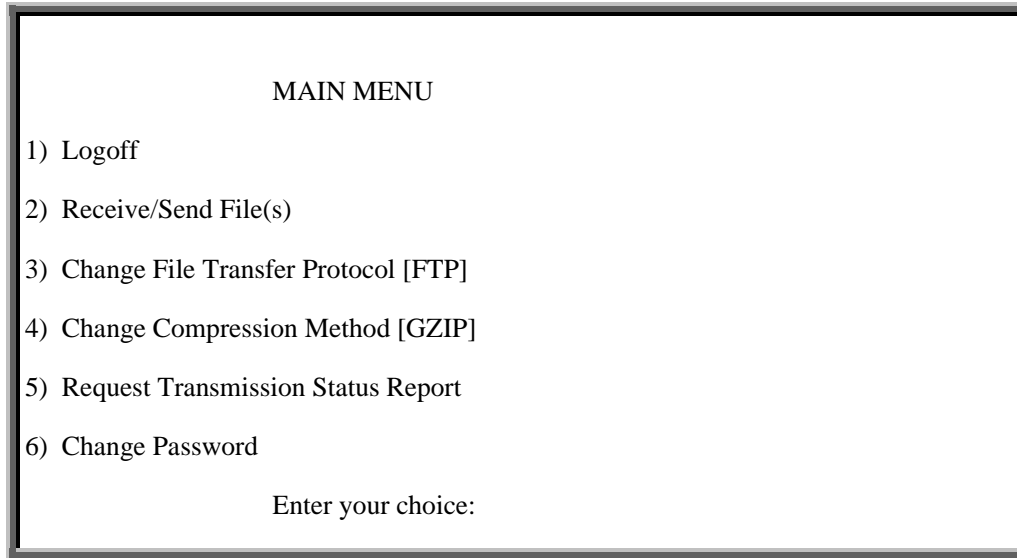 MAIN MENU
1) Logoff
2) Receive/Send File(s)
3) Change File Transfer Protocol [FTP]
4) Change Compression Method [GZIP]
5) Request Transmission Status Report
6) Change Password
Enter your choice: